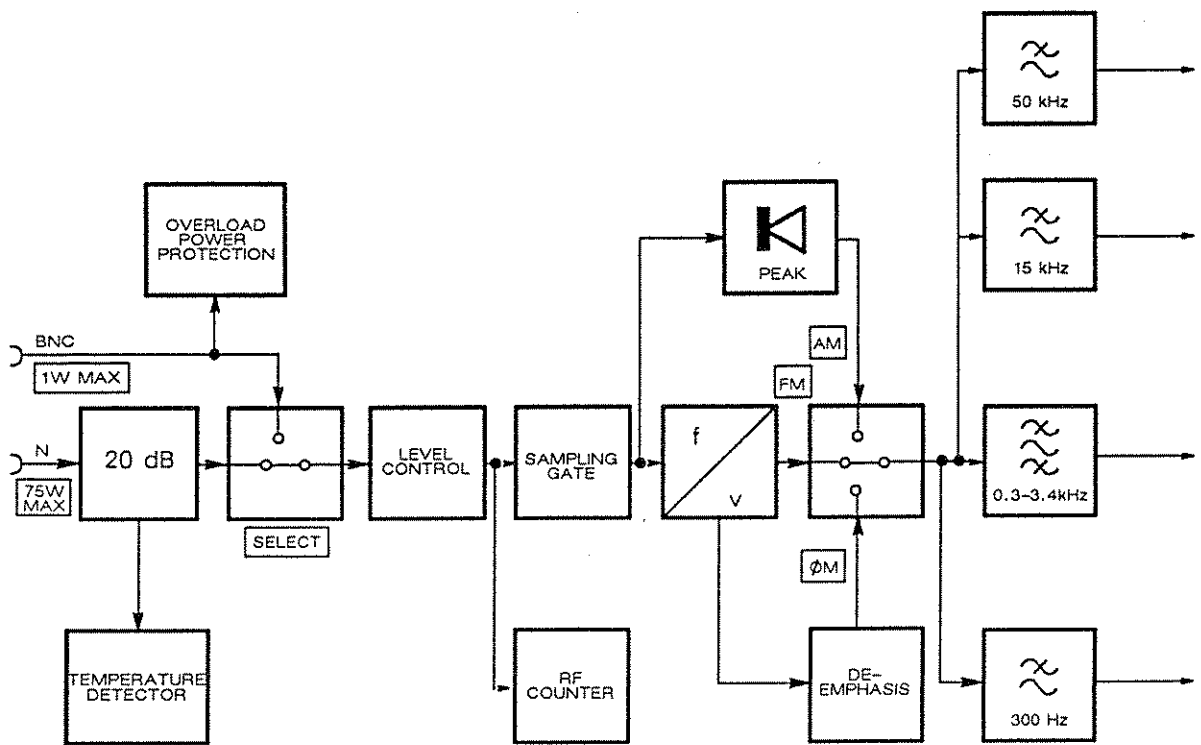 50 kHz
15 kHz
OVERLOAD
POWER
PROTECTION
PEAK
BNC
1W MAX
AM
FM
N
75W
MAX
20 dB
SELECT
LEVEL
CONTROL
SAMPLING
GATE
f
v
0.3-3.4kHz
ϕM
TEMPERATURE
DETECTOR
RF
COUNTER
DE-
EMPHASIS
300 Hz